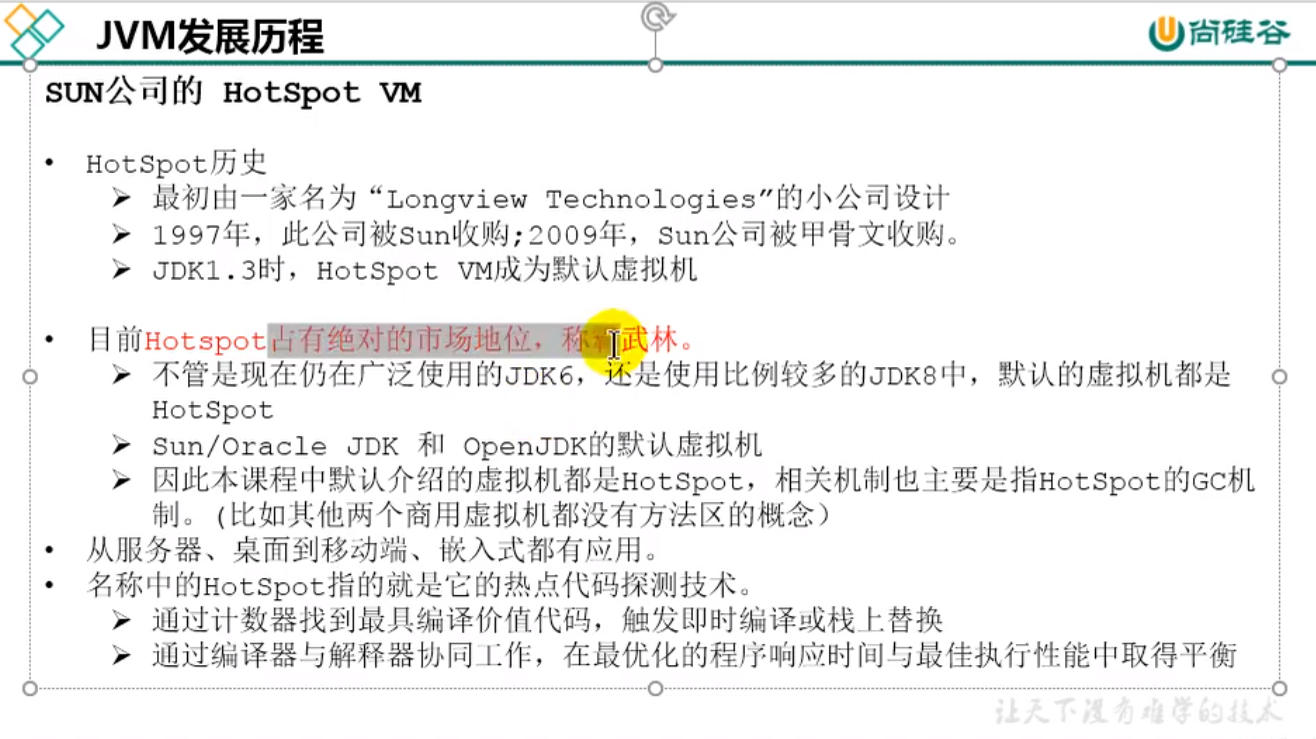 JVM发展历程
尚硅谷
SUN公司的 HotSpot VM
• HotSpot历史
➢ 最初由一家名为“Longview Technologies”的小公司设计
➢ 1997年，此公司被Sun收购;2009年，Sun公司被甲骨文收购。
➢ JDK1.3时，HotSpot VM成为默认虚拟机
• 目前Hotspot占有绝对的市场地位，称霸武林。
➢ 不管是现在仍在广泛使用的JDK6，还是使用比例较多的JDK8中，默认的虚拟机都是
HotSpot
➢ Sun/Oracle JDK 和 OpenJDK的默认虚拟机
➢ 因此本课程中默认介绍的虚拟机都是HotSpot，相关机制也主要是指HotSpot的GC机
制。(比如其他两个商用虚拟机都没有方法区的概念）
• 从服务器、桌面到移动端、嵌入式都有应用。
• 名称中的HotSpot指的就是它的热点代码探测技术。
➢ 通过计数器找到最具编译价值代码，触发即时编译或栈上替换
➢ 通过编译器与解释器协同工作，在最优化的程序响应时间与最佳执行性能中取得平衡
让天下没有难学的技术